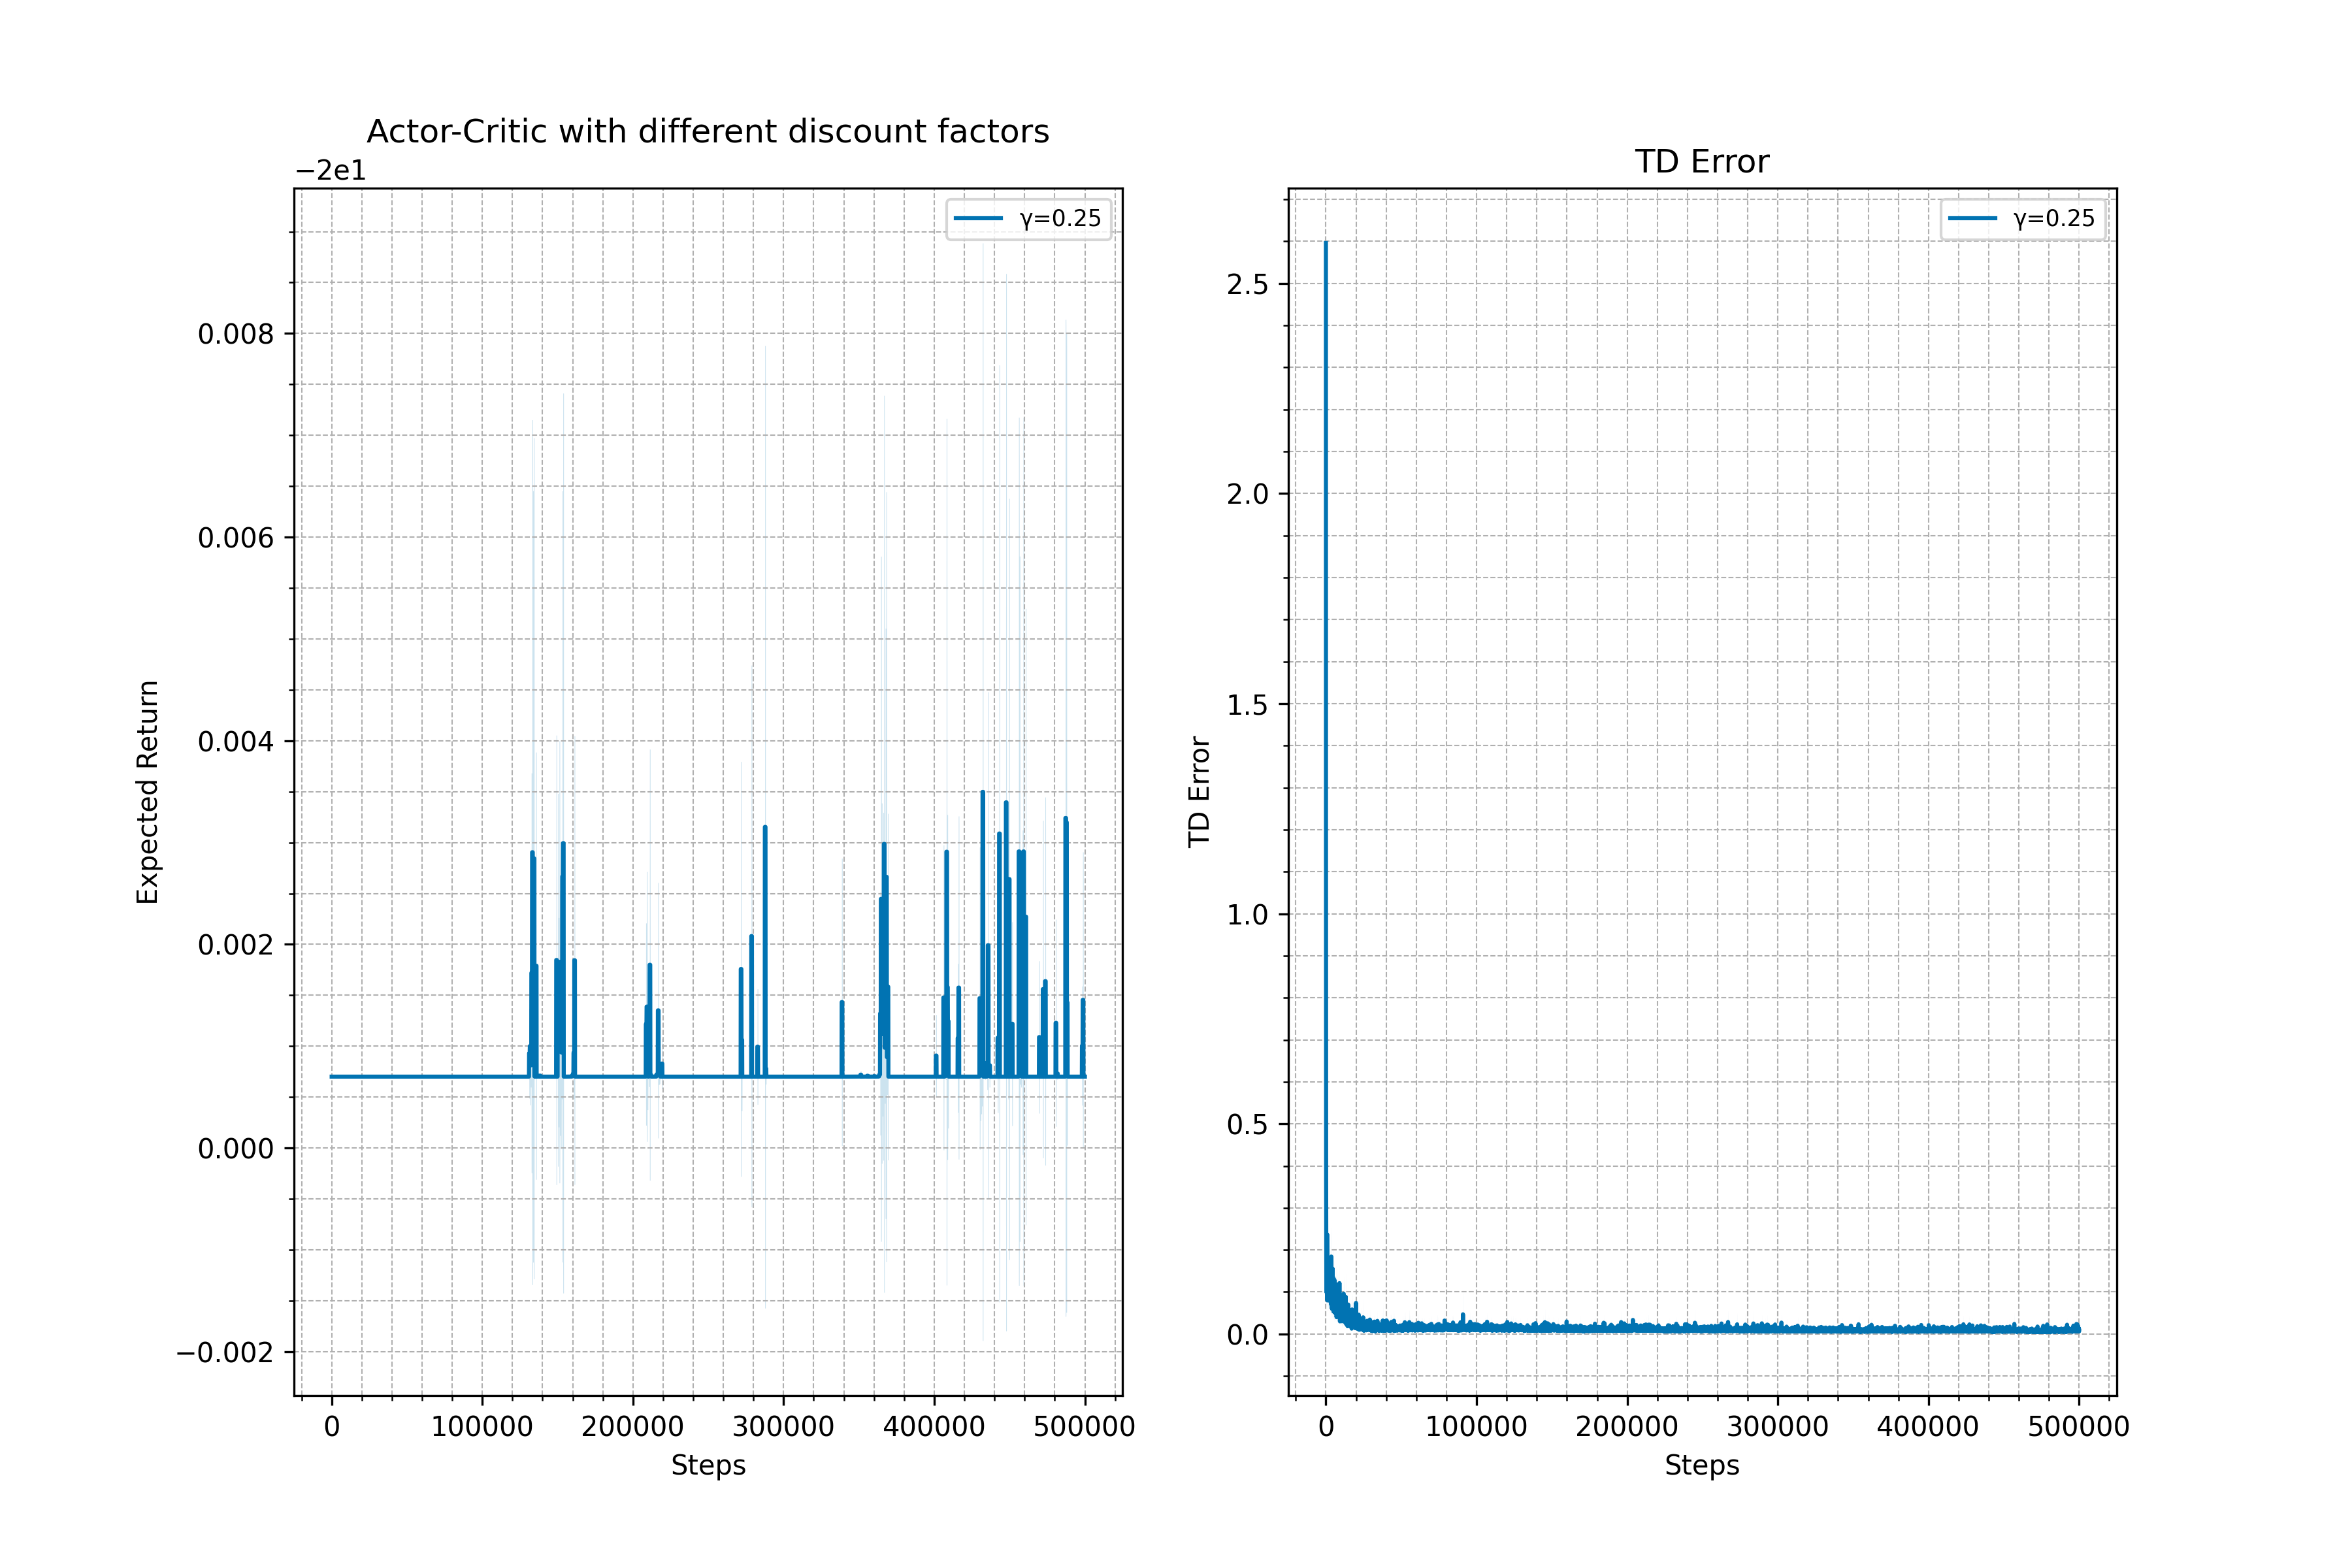 Actor-Critic with different discount factors
−2e1
γ=0.25
0.008
0.006
0.004
0.002
0.000
−0.002
Expected Return
0 100000 200000 300000 400000 500000
Steps
TD Error
γ=0.25
2.5
2.0
1.5
1.0
0.5
0.0
TD Error
0 100000 200000 300000 400000 500000
Steps